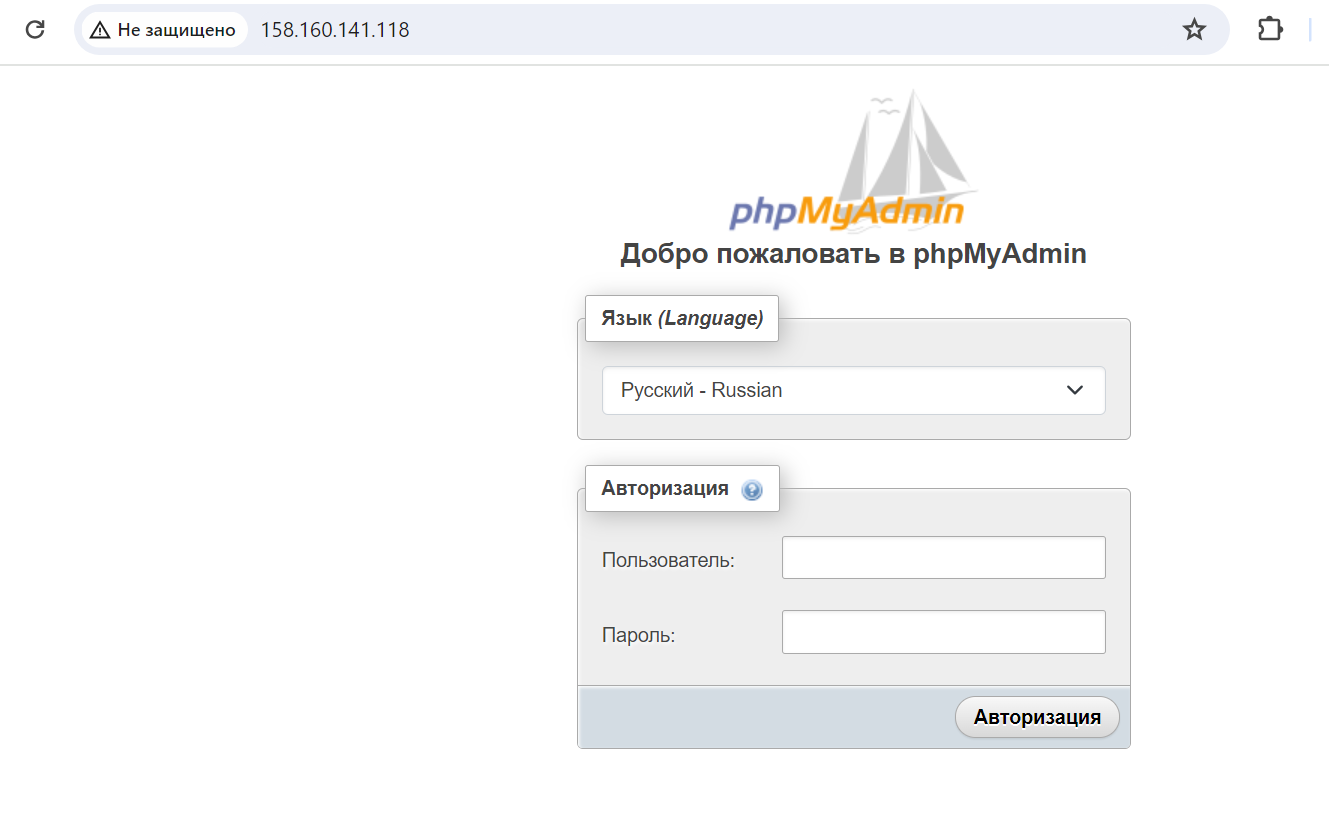 Не защищено 158.160.141.118
phpMyAdmin
Добро пожаловать в phpMyAdmin
Язык (Language)
Русский - Russian
Авторизация ?
Пользователь:
Пароль:
Авторизация